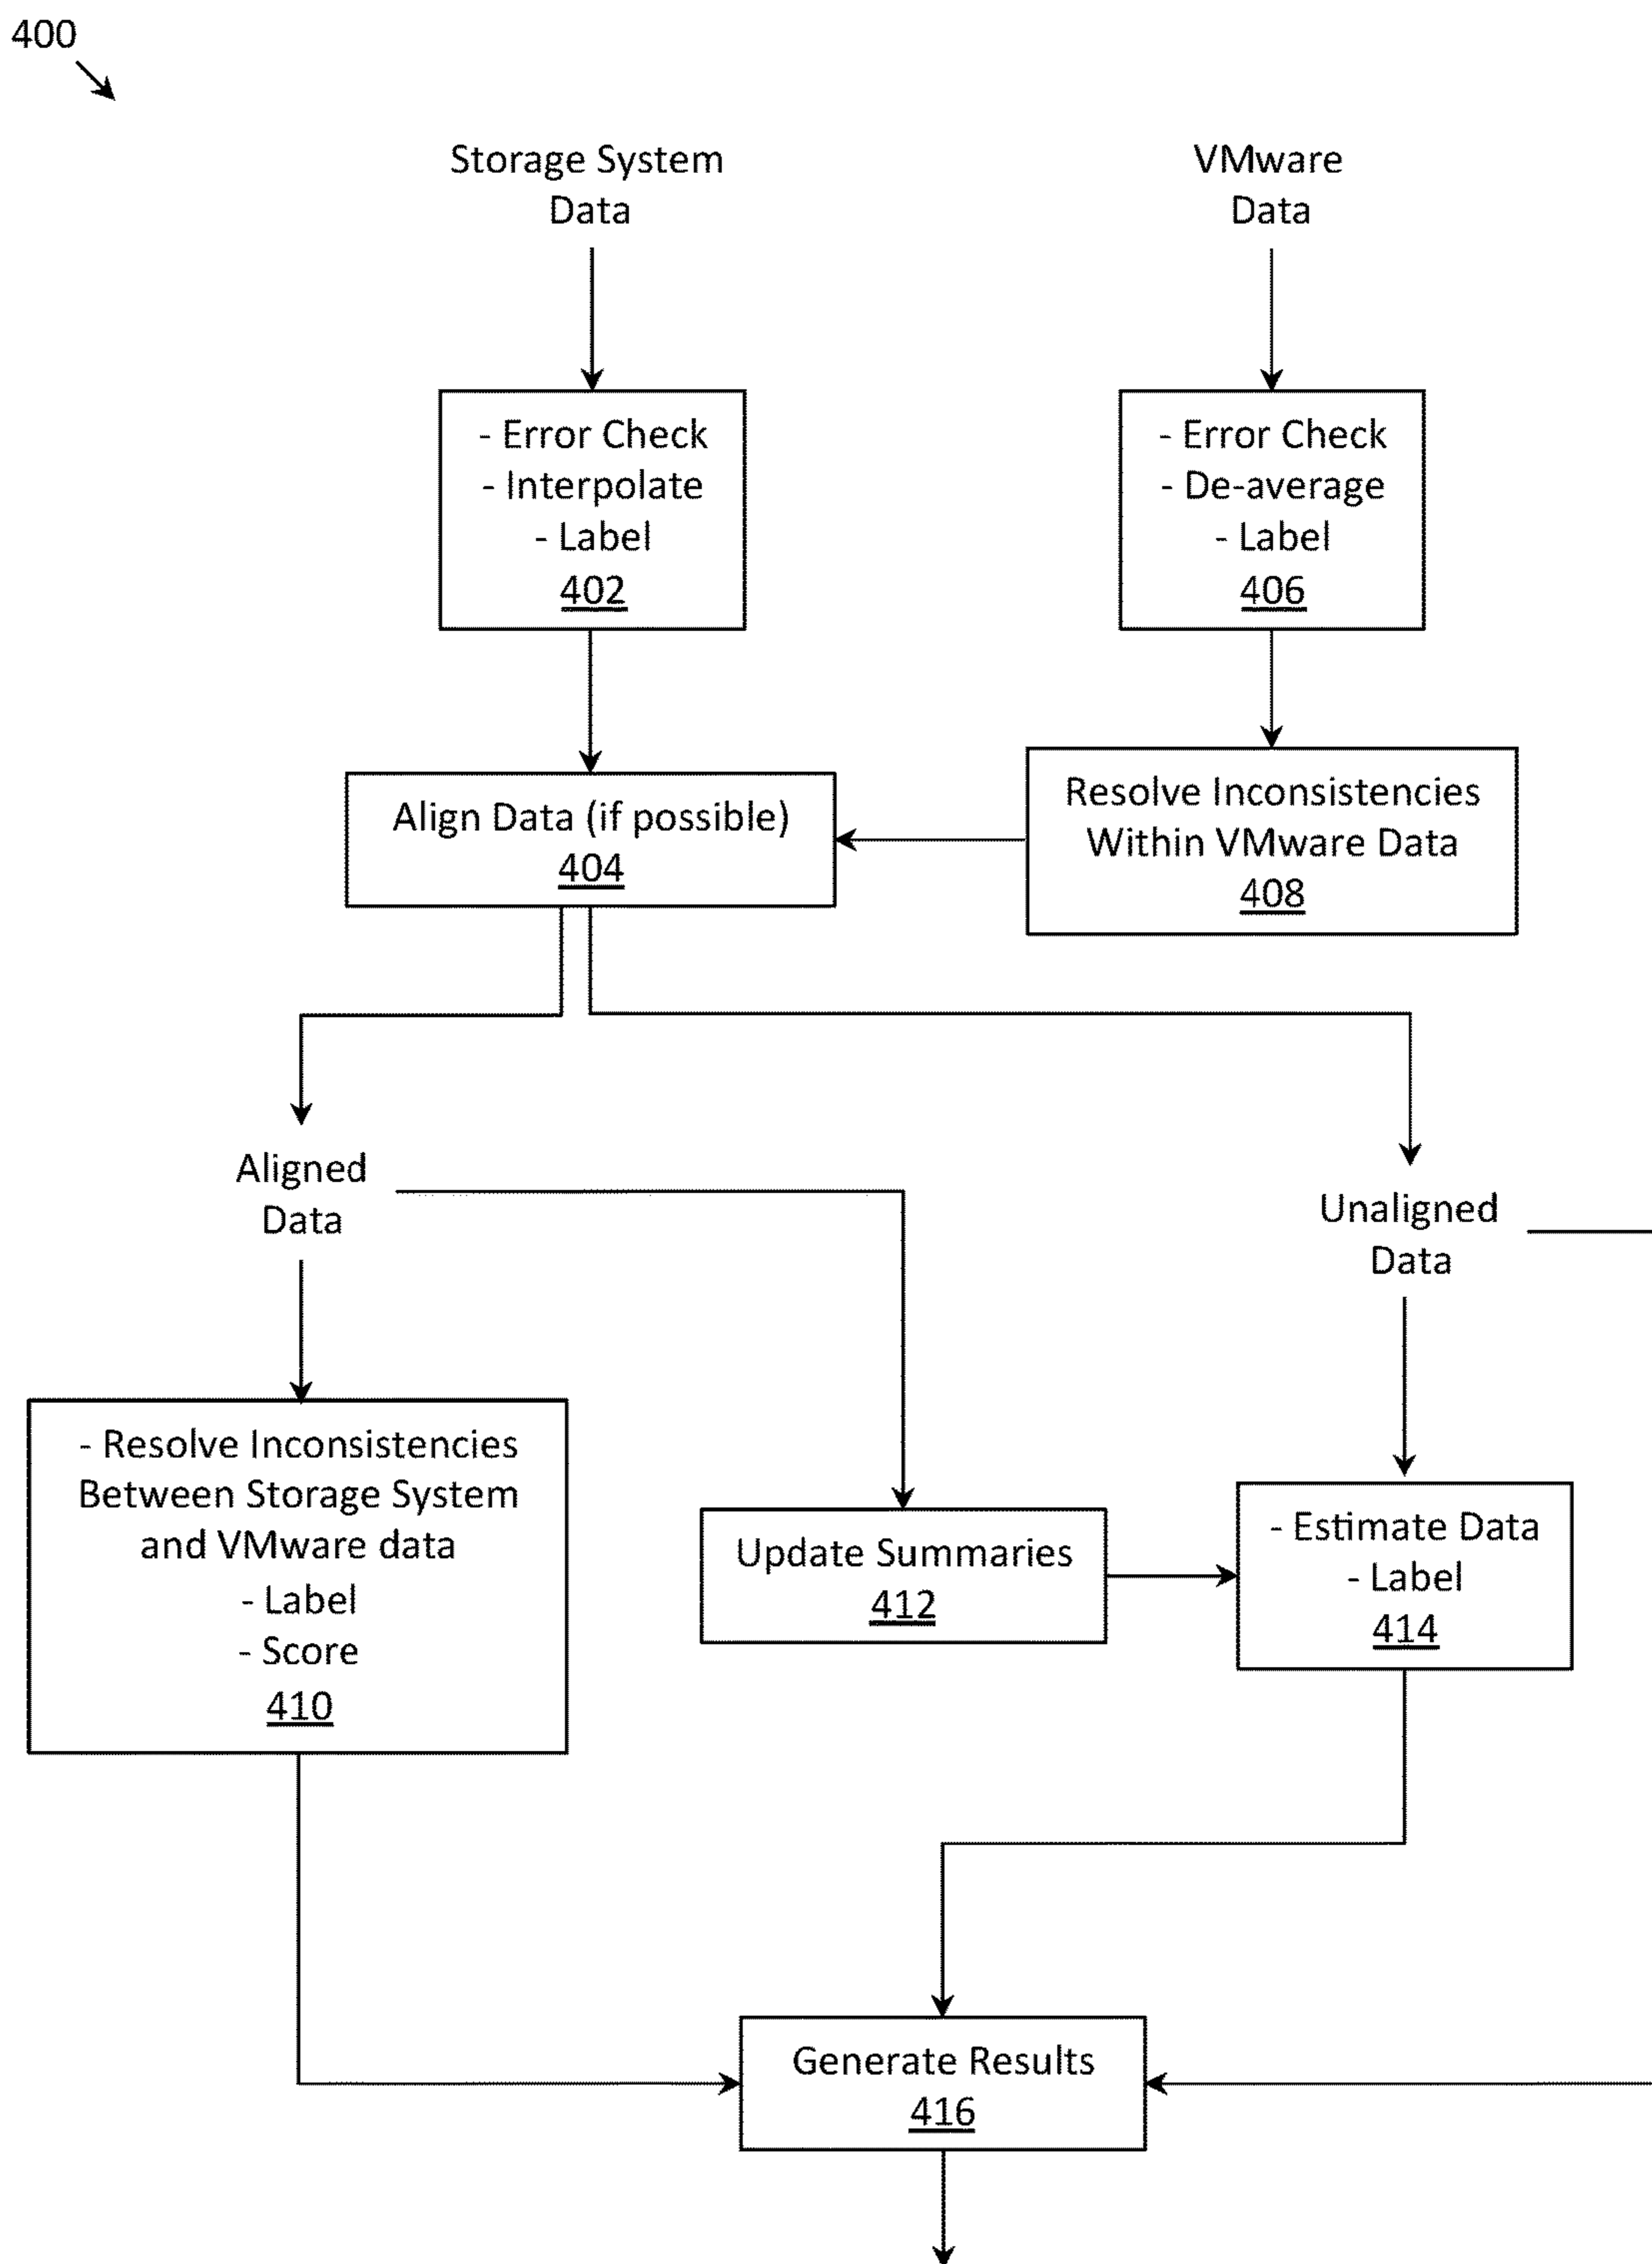 400
Storage System
Data
VMware
Data
- Error Check
- Interpolate
- Label
402
- Error Check
- De-average
- Label
406
Align Data (if possible)
404
Resolve Inconsistencies
Within VMware Data
408
Aligned
Data
Unaligned
Data
- Resolve Inconsistencies
Between Storage System
and VMware data
- Label
- Score
410
Update Summaries
412
- Estimate Data
- Label
414
Generate Results
416